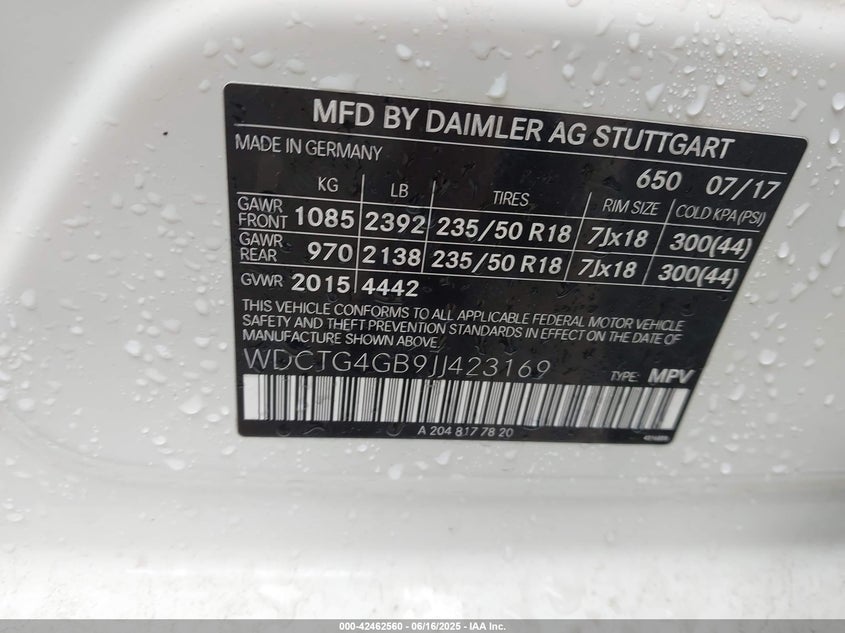 MFD BY DAIMLER AG STUTTGART
MADE IN GERMANY
650 07/17
KG LB TIRES RIM SIZE COLD KPA (PSI)
GAWR FRONT 1085 2392 235/50 R18 7Jx18 300(44)
GAWR REAR 970 2138 235/50 R18 7Jx18 300(44)
GVWR 2015 4442
THIS VEHICLE CONFORMS TO ALL APPLICABLE FEDERAL MOTOR VEHICLE
SAFETY AND THEFT PREVENTION STANDARDS IN EFFECT ON THE DATE OF
MANUFACTURE SHOWN ABOVE.
WDCTG4GB9JJ423169
TYPE: MPV
A 204 817 78 20
000-42462560 - 06/16/2025 - IAA Inc.